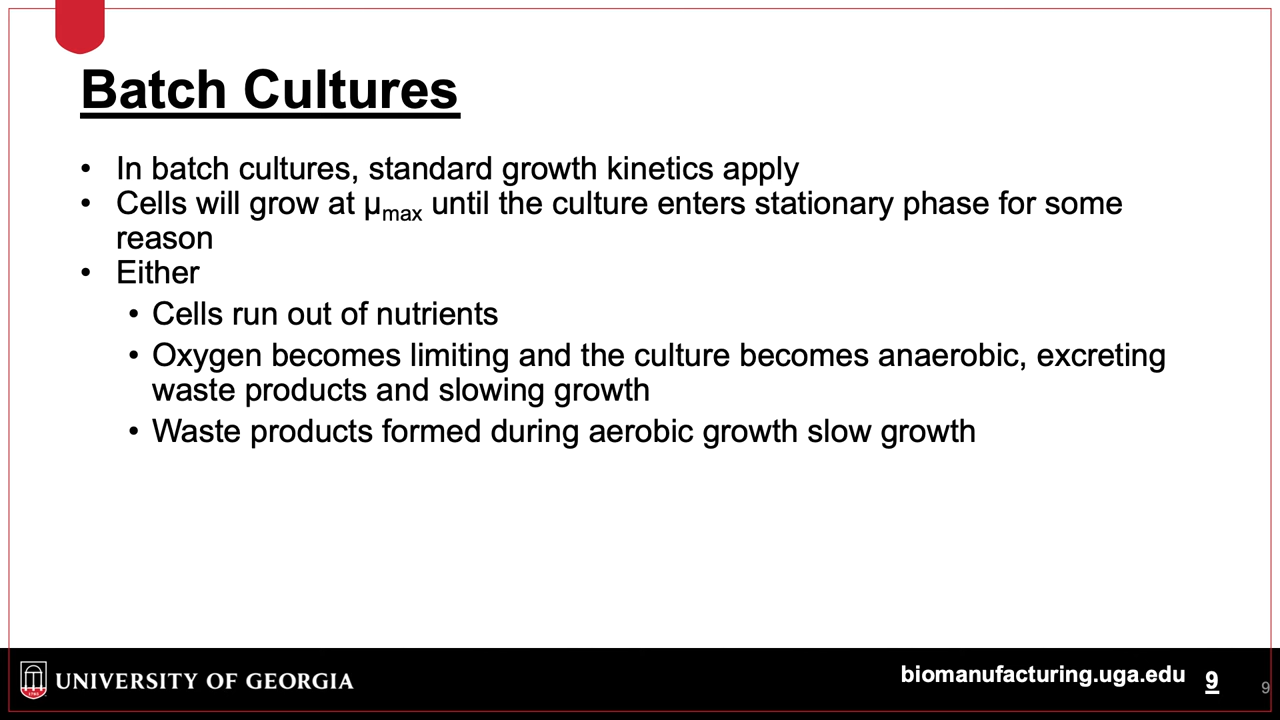 Batch Cultures
• In batch cultures, standard growth kinetics apply
• Cells will grow at µmax until the culture enters stationary phase for some
reason
• Either
• Cells run out of nutrients
• Oxygen becomes limiting and the culture becomes anaerobic, excreting
waste products and slowing growth
• Waste products formed during aerobic growth slow growth
UNIVERSITY OF GEORGIA
biomanufacturing.uga.edu 9
9